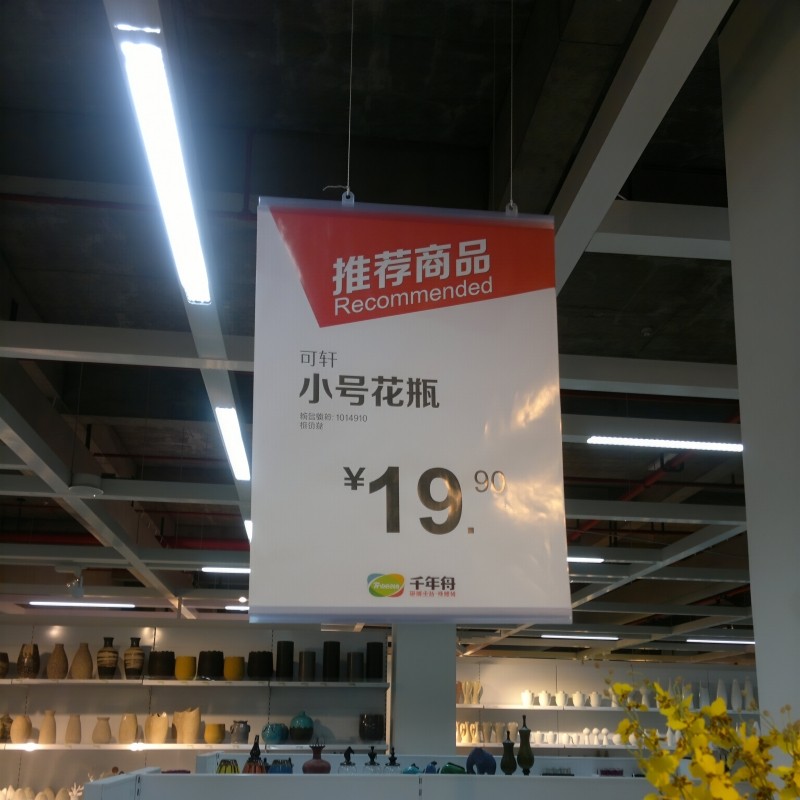 推荐商品
Recommended
可轩
小号花瓶
1014910
¥19.90
千年舟